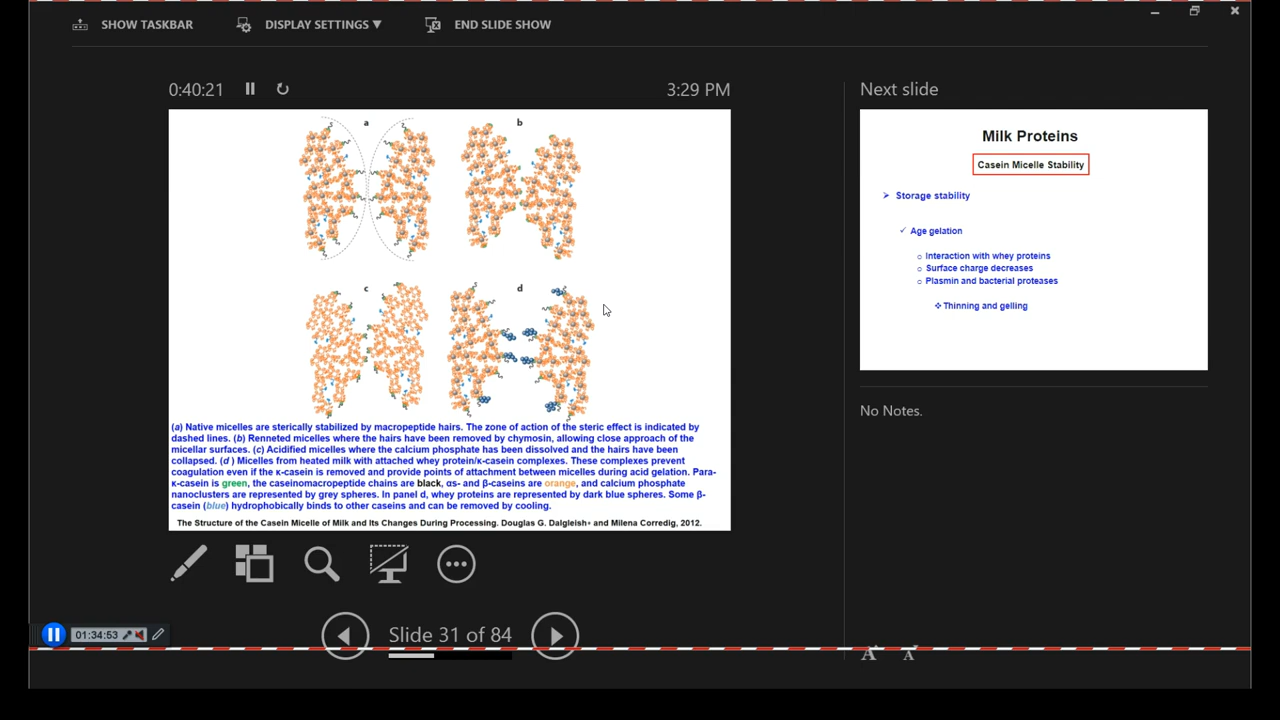 SHOW TASKBAR
DISPLAY SETTINGS ▼
END SLIDE SHOW
0:40:21
3:29 PM
a
b
c
d
(a) Native micelles are sterically stabilized by macropeptide hairs. The zone of action of the steric effect is indicated by
dashed lines. (b) Renneted micelles where the hairs have been removed by chymosin, allowing close approach of the
micellar surfaces. (c) Acidified micelles where the calcium phosphate has been dissolved and the hairs have been
collapsed. (d ) Micelles from heated milk with attached whey protein/κ-casein complexes. These complexes prevent
coagulation even if the κ-casein is removed and provide points of attachment between micelles during acid gelation. Para-
κ-casein is green, the caseinomacropeptide chains are black, αs- and β-caseins are orange, and calcium phosphate
nanoclusters are represented by grey spheres. In panel d, whey proteins are represented by dark blue spheres. Some β-
casein (blue) hydrophobically binds to other caseins and can be removed by cooling.
The Structure of the Casein Micelle of Milk and Its Changes During Processing. Douglas G. Dalgleish∗ and Milena Corredig, 2012.
Next slide
Milk Proteins
Casein Micelle Stability
➢ Storage stability
✓ Age gelation
o Interaction with whey proteins
o Surface charge decreases
o Plasmin and bacterial proteases
❖ Thinning and gelling
No Notes.
Slide 31 of 84
01:34:53
A
A